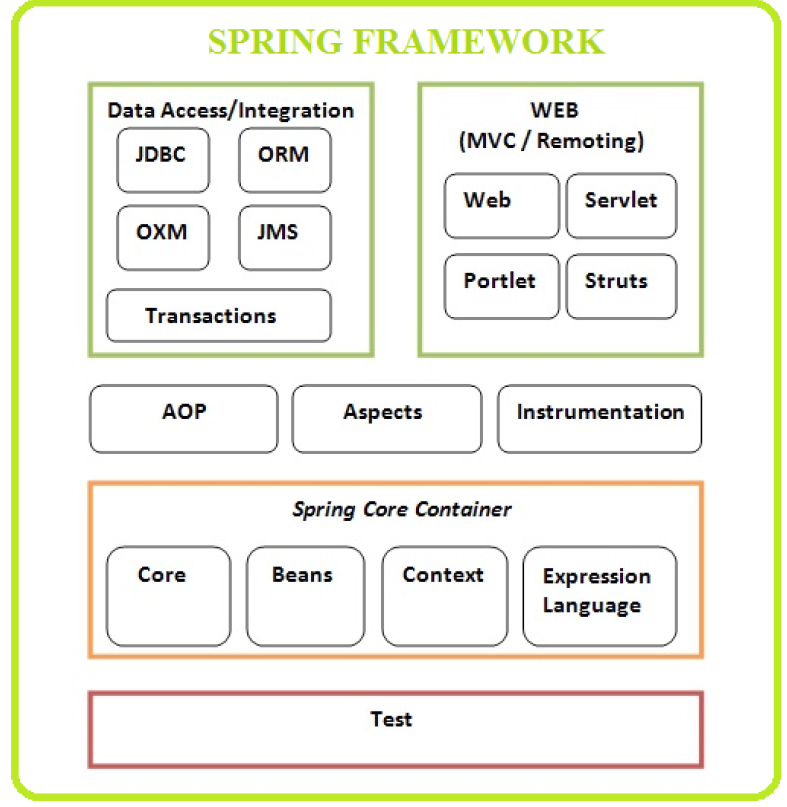 SPRING FRAMEWORK
Data Access/Integration
JDBC
ORM
OXM
JMS
Transactions
WEB
(MVC / Remoting)
Web
Servlet
Portlet
Struts
AOP
Aspects
Instrumentation
Spring Core Container
Core
Beans
Context
Expression
Language
Test